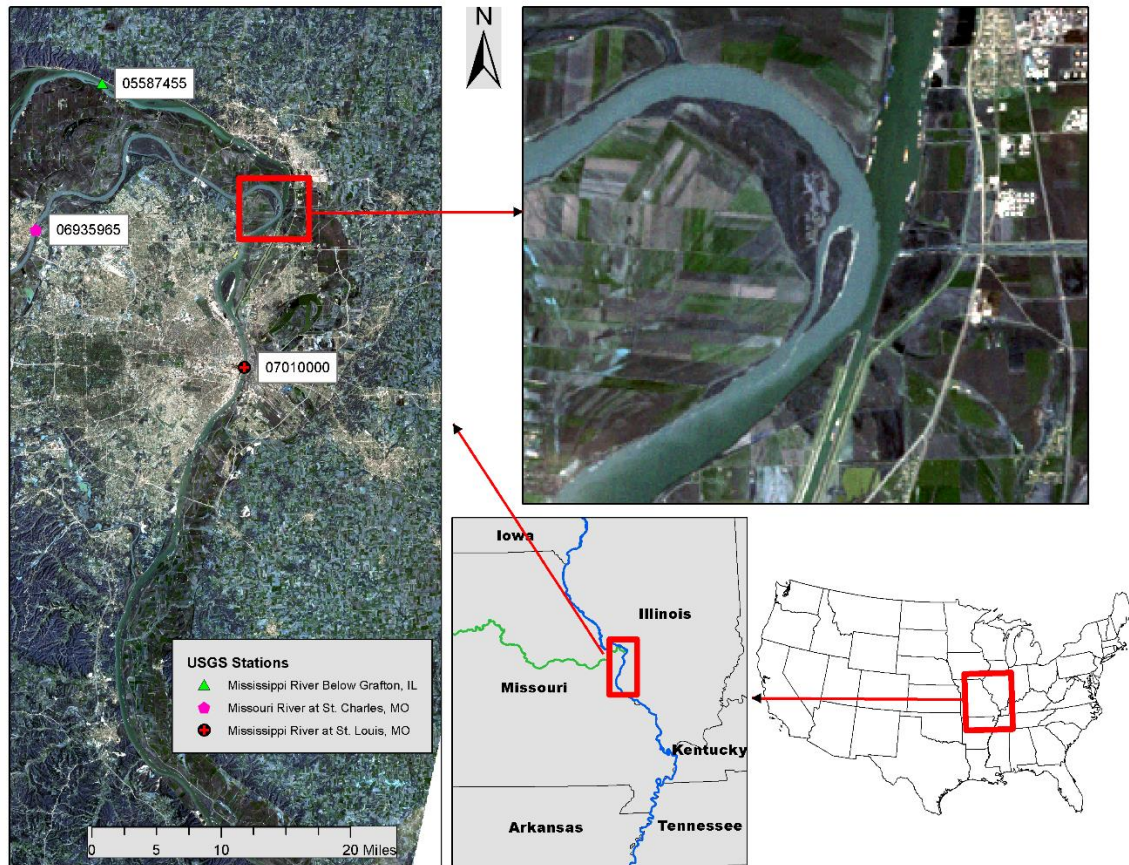 05587455
06935965
07010000
USGS Stations
Mississippi River Below Grafton, IL
Missouri River at St. Charles, MO
Mississippi River at St. Louis, MO
0 5 10 20 Miles
N
Iowa
Illinois
Missouri
Kentucky
Arkansas
Tennessee